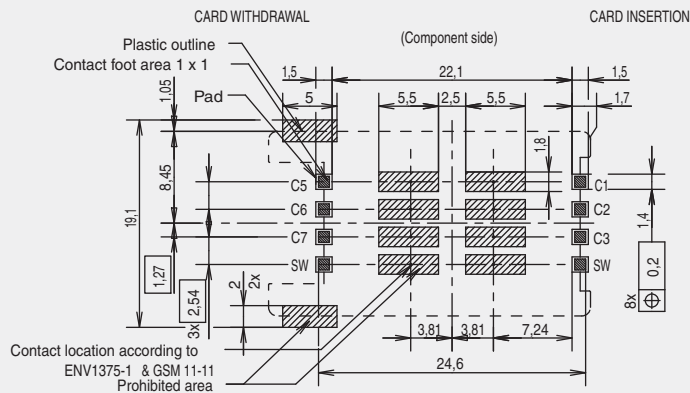 CARD WITHDRAWAL
CARD INSERTION
(Component side)
Plastic outline
Contact foot area 1 x 1
Pad
1,5
22,1
1,5
5
5,5
2,5
5,5
1,7
1,05
8,45
19,1
1,8
C5
C1
C6
C2
C7
C3
SW
SW
1,4
1,27
3x 2,54
2
2x
8x
0,2
3,81
3,81
7,24
24,6
Contact location according to
ENV1375-1 & GSM 11-11
Prohibited area